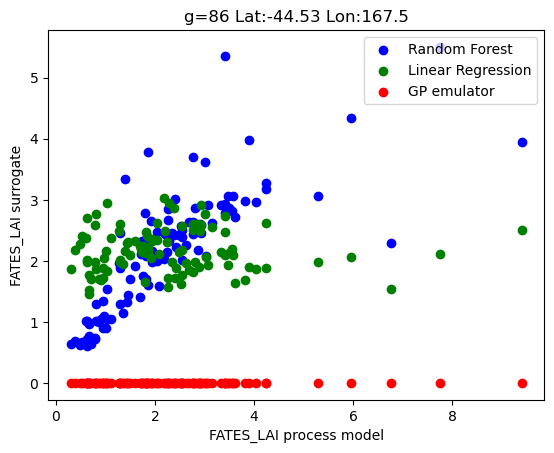 g=86 Lat:-44.53 Lon:167.5
Random Forest
Linear Regression
GP emulator
FATES_LAI surrogate
5
4
3
2
1
0
0 2 4 6 8
FATES_LAI process model